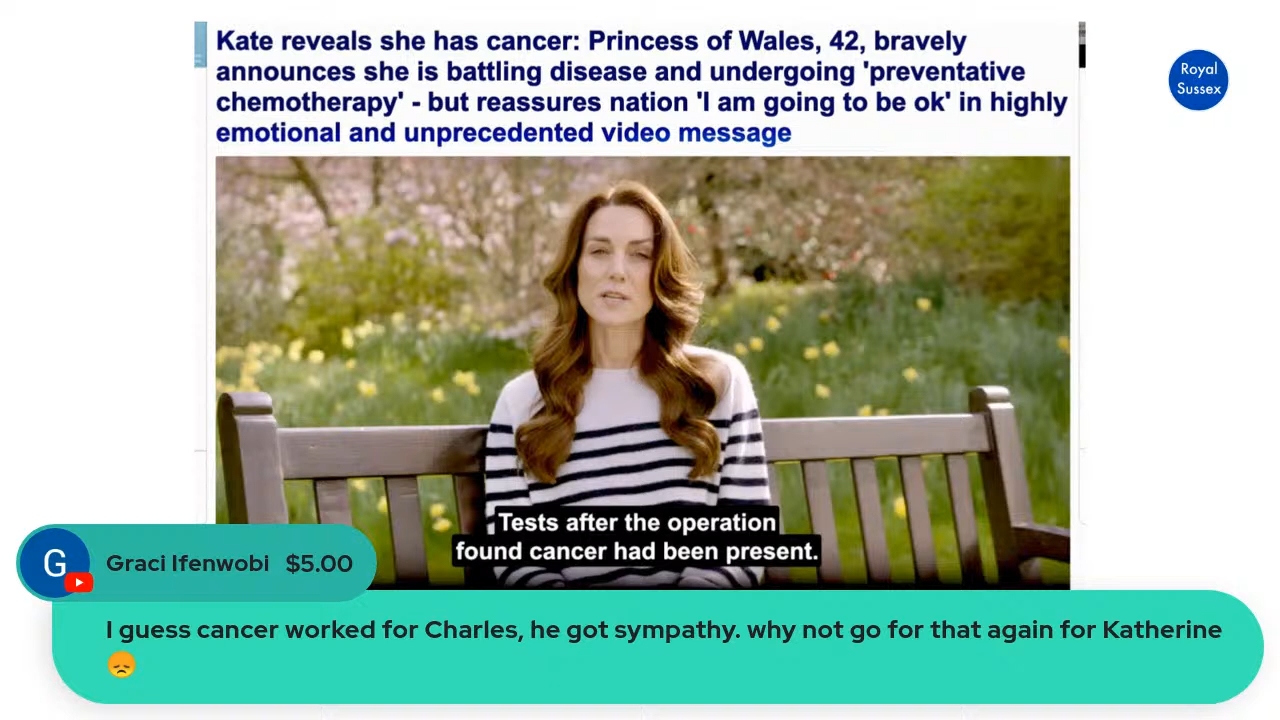 Kate reveals she has cancer: Princess of Wales, 42, bravely
announces she is battling disease and undergoing 'preventative
chemotherapy' - but reassures nation 'I am going to be ok' in highly
emotional and unprecedented video message
Royal
Sussex
Tests after the operation
found cancer had been present.
G
Graci Ifenwobi $5.00
I guess cancer worked for Charles, he got sympathy. why not go for that again for Katherine
😞